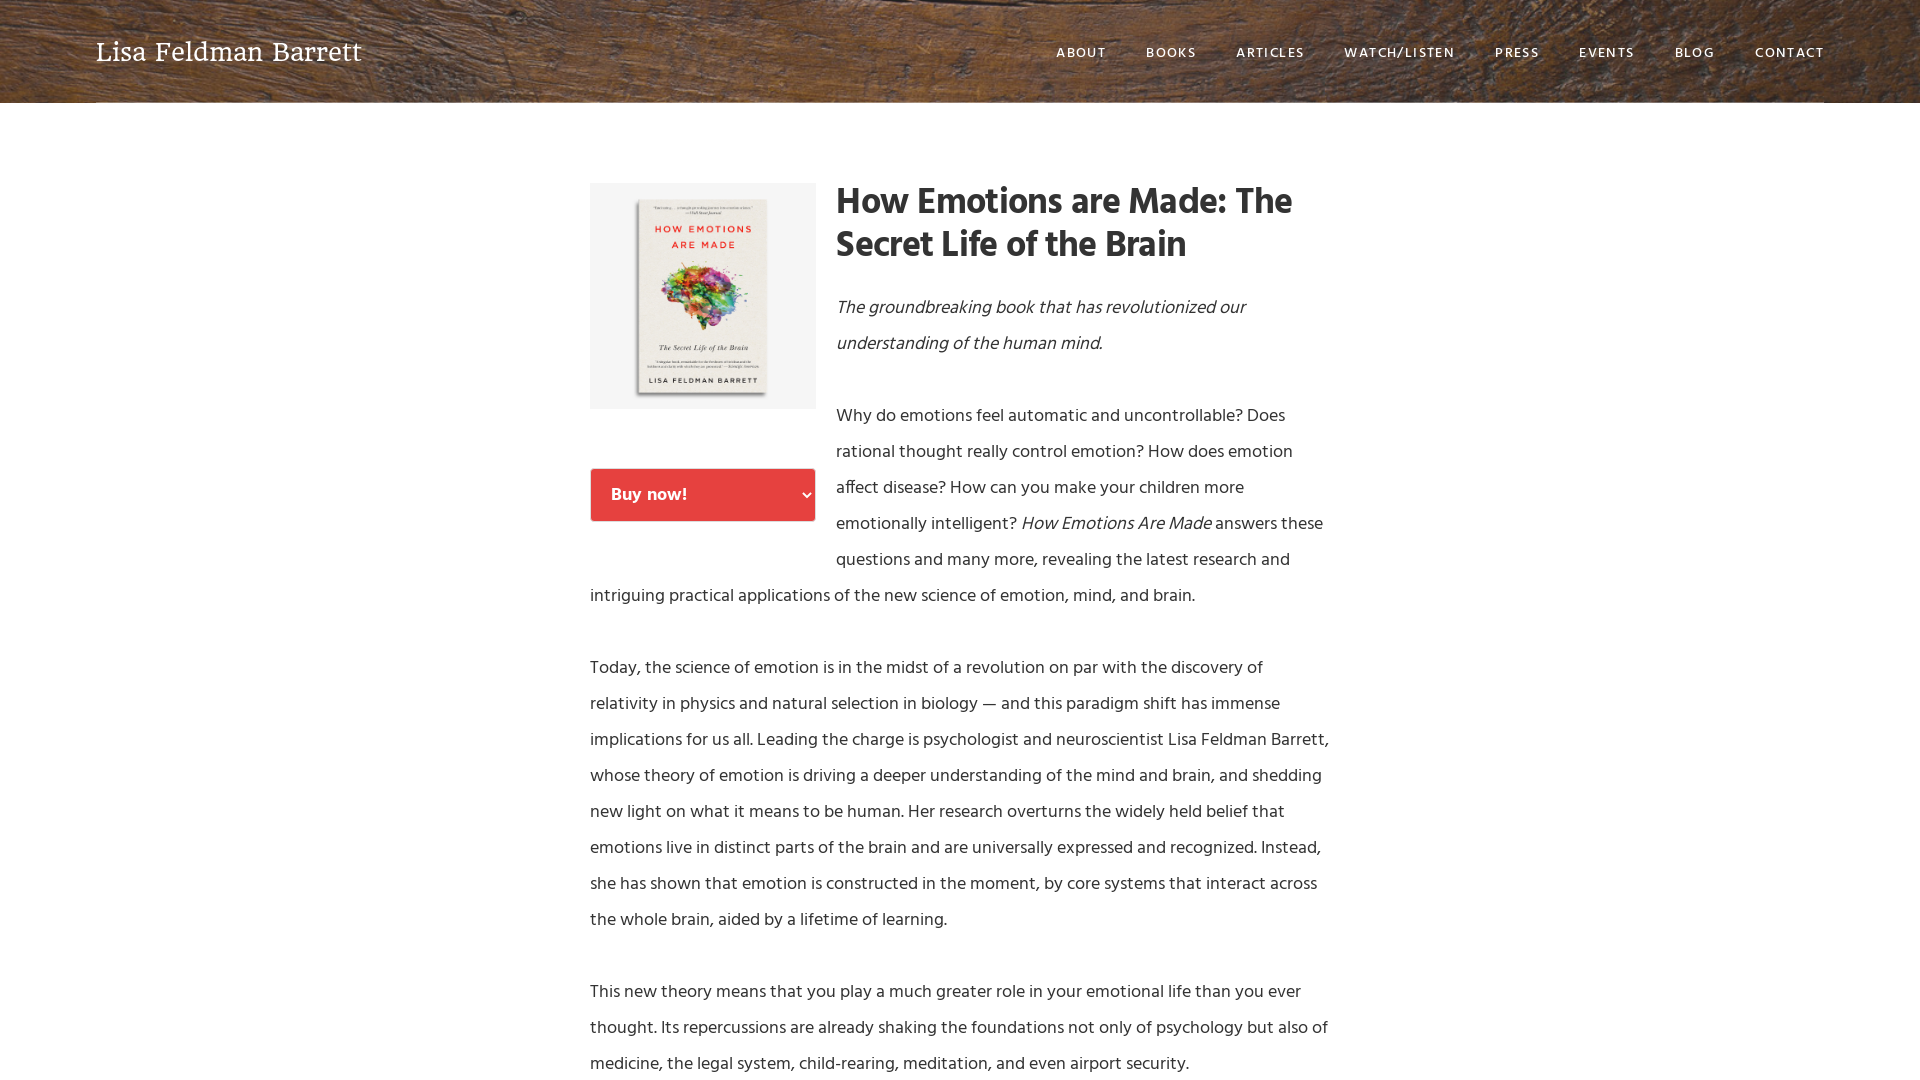 Lisa Feldman Barrett
ABOUT BOOKS ARTICLES WATCH/LISTEN PRESS EVENTS BLOG CONTACT
HOW EMOTIONS
ARE MADE
The Secret Life of the Brain
LISA FELDMAN BARRETT
Buy now!
How Emotions are Made: The
Secret Life of the Brain
The groundbreaking book that has revolutionized our
understanding of the human mind.
Why do emotions feel automatic and uncontrollable? Does
rational thought really control emotion? How does emotion
affect disease? How can you make your children more
emotionally intelligent? How Emotions Are Made answers these
questions and many more, revealing the latest research and
intriguing practical applications of the new science of emotion, mind, and brain.
Today, the science of emotion is in the midst of a revolution on par with the discovery of
relativity in physics and natural selection in biology — and this paradigm shift has immense
implications for us all. Leading the charge is psychologist and neuroscientist Lisa Feldman Barrett,
whose theory of emotion is driving a deeper understanding of the mind and brain, and shedding
new light on what it means to be human. Her research overturns the widely held belief that
emotions live in distinct parts of the brain and are universally expressed and recognized. Instead,
she has shown that emotion is constructed in the moment, by core systems that interact across
the whole brain, aided by a lifetime of learning.
This new theory means that you play a much greater role in your emotional life than you ever
thought. Its repercussions are already shaking the foundations not only of psychology but also of
medicine, the legal system, child-rearing, meditation, and even airport security.